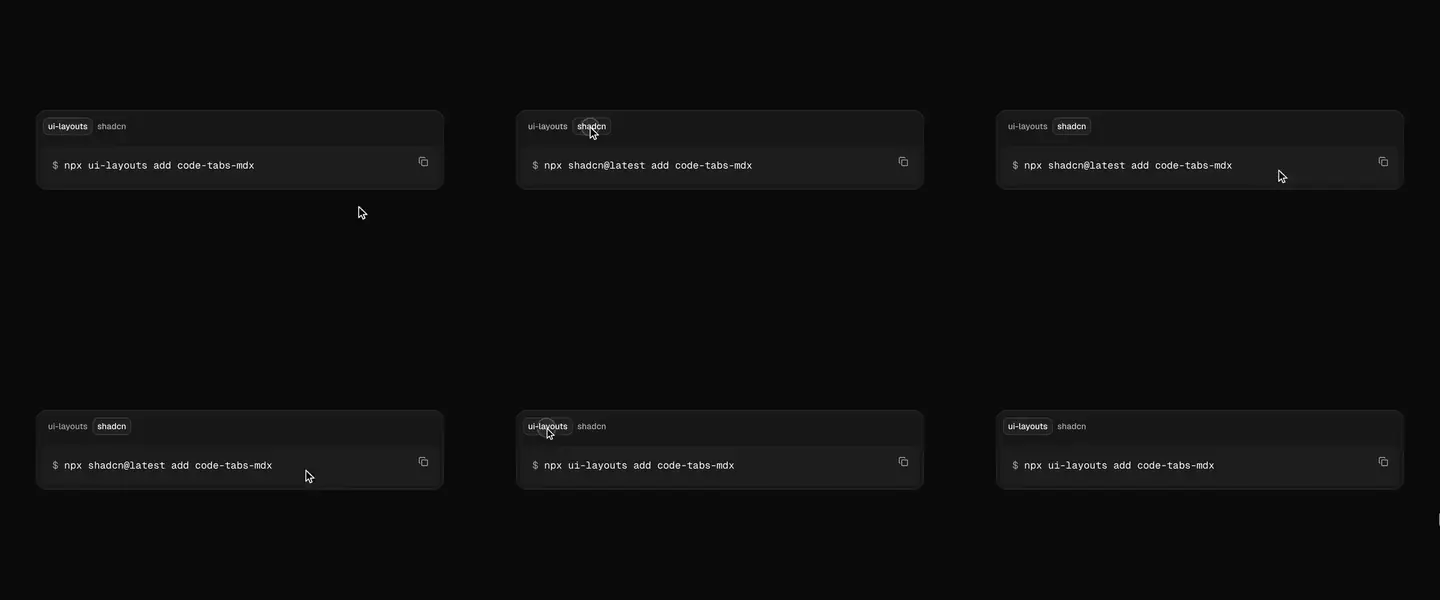 ui-layouts shadcn
$ npx ui-layouts add code-tabs-mdx
ui-layouts shadcn
$ npx shadcn@latest add code-tabs-mdx
ui-layouts shadcn
$ npx shadcn@latest add code-tabs-mdx
ui-layouts shadcn
$ npx shadcn@latest add code-tabs-mdx
ui-layouts shadcn
$ npx ui-layouts add code-tabs-mdx
ui-layouts shadcn
$ npx ui-layouts add code-tabs-mdx